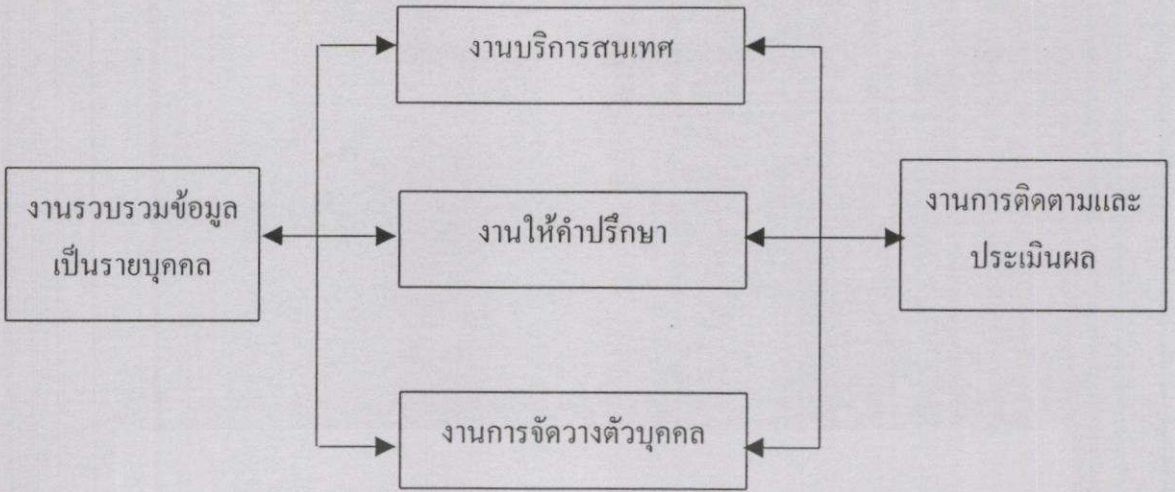 งานบริการสนเทศ
งานรวบรวมข้อมูล
เป็นรายบุคคล
งานให้คำปรึกษา
งานการติดตามและ
ประเมินผล
งานการจัดวางตัวบุคคล